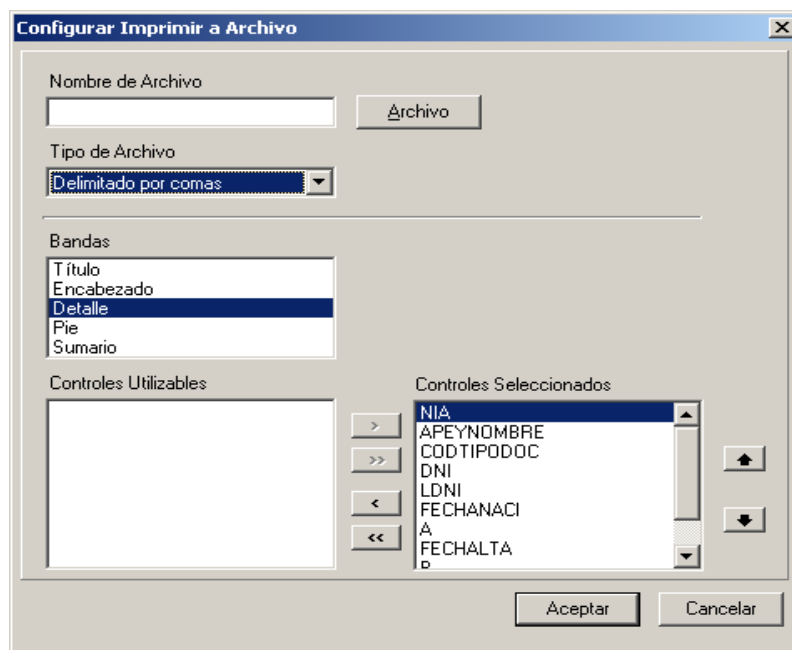 Configurar Imprimir a Archivo
Nombre de Archivo
Archivo
Tipo de Archivo
Delimitado por comas
Bandas
Título
Encabezado
Detalle
Pie
Sumario
Controles Utilizables
Controles Seleccionados
>
>>
<
<<
NIA
APEYNOMBRE
CODTIPODOC
DNI
LDNI
FECHANACI
A
FECHALTA
Aceptar
Cancelar